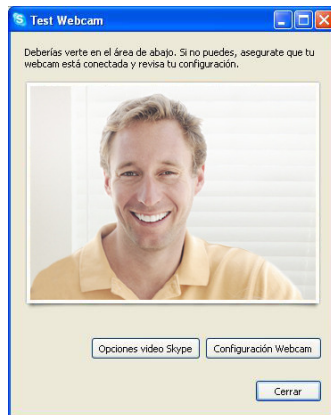 Test Webcam
Deberías verte en el área de abajo. Si no puedes, asegurate que tu
webcam está conectada y revisa tu configuración.
Opciones video Skype Configuración Webcam
Cerrar